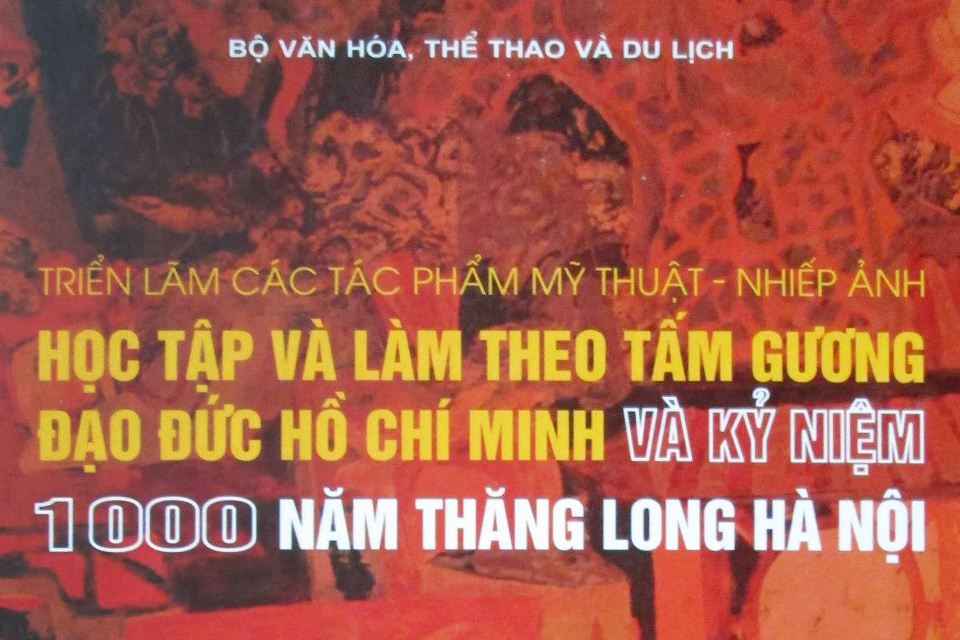 BỘ VĂN HÓA, THỂ THAO VÀ DU LỊCH
TRIỂN LÃM CÁC TÁC PHẨM MỸ THUẬT - NHIẾP ẢNH
HỌC TẬP VÀ LÀM THEO TẤM GƯƠNG
ĐẠO ĐỨC HỒ CHÍ MINH VÀ KỶ NIỆM
1000 NĂM THĂNG LONG HÀ NỘI